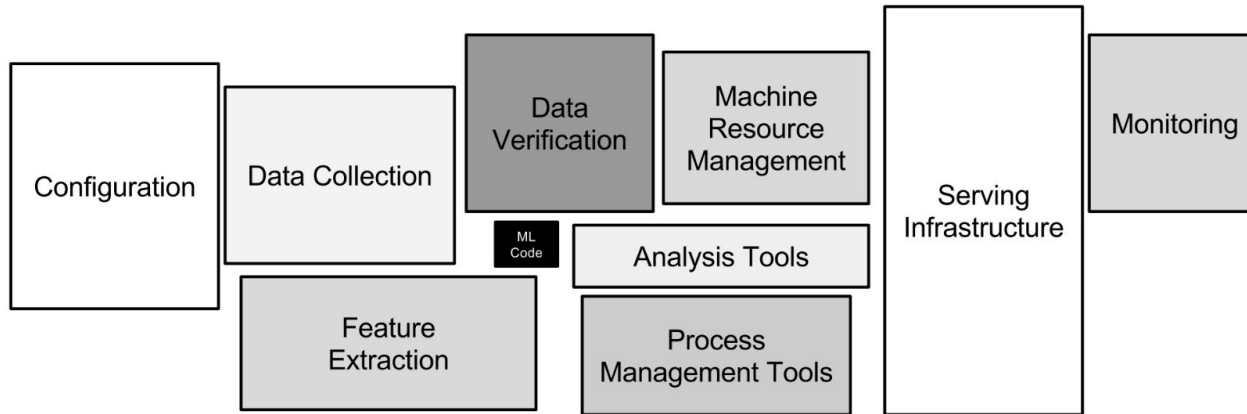 Configuration
Data Collection
Feature
Extraction
Data
Verification
ML
Code
Machine
Resource
Management
Analysis Tools
Process
Management Tools
Serving
Infrastructure
Monitoring